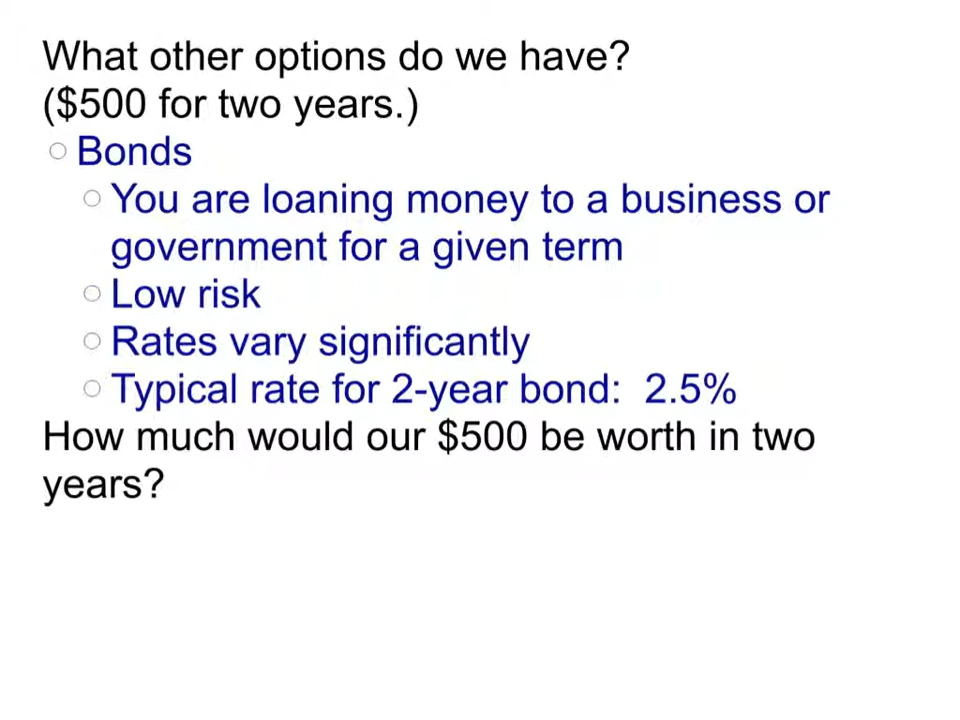 What other options do we have?
($500 for two years.)
Bonds
You are loaning money to a business or
government for a given term
Low risk
Rates vary significantly
Typical rate for 2-year bond:  2.5%
How much would our $500 be worth in two
years?